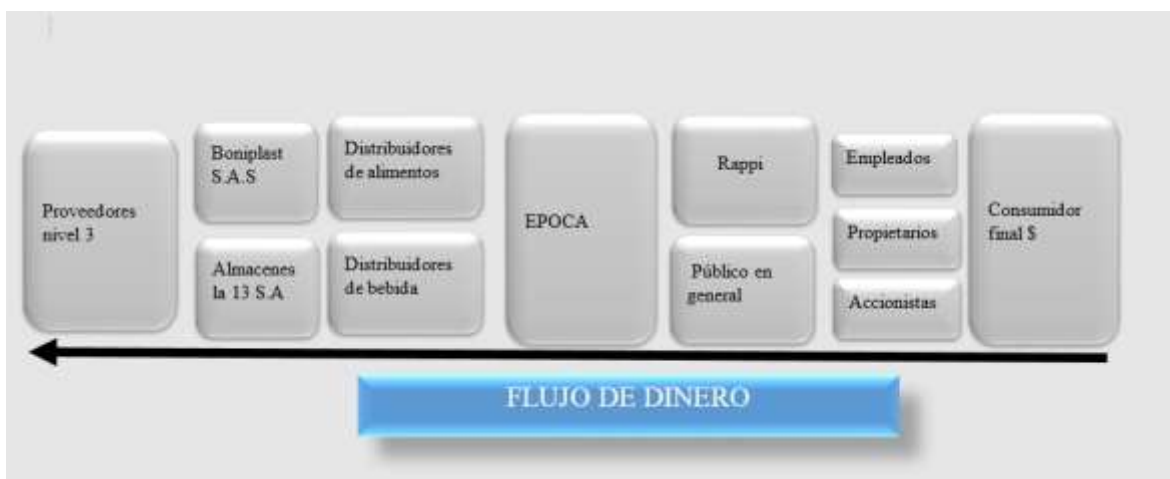 Proveedores
nivel 3
Boniplast
S.A.S
Almacenes
la 13 S.A
Distribuidores
de alimentos
Distribuidores
de bebida
EPOCA
Rappi
Público en
general
Empleados
Propietarios
Accionistas
Consumidor
final $
FLUJO DE DINERO